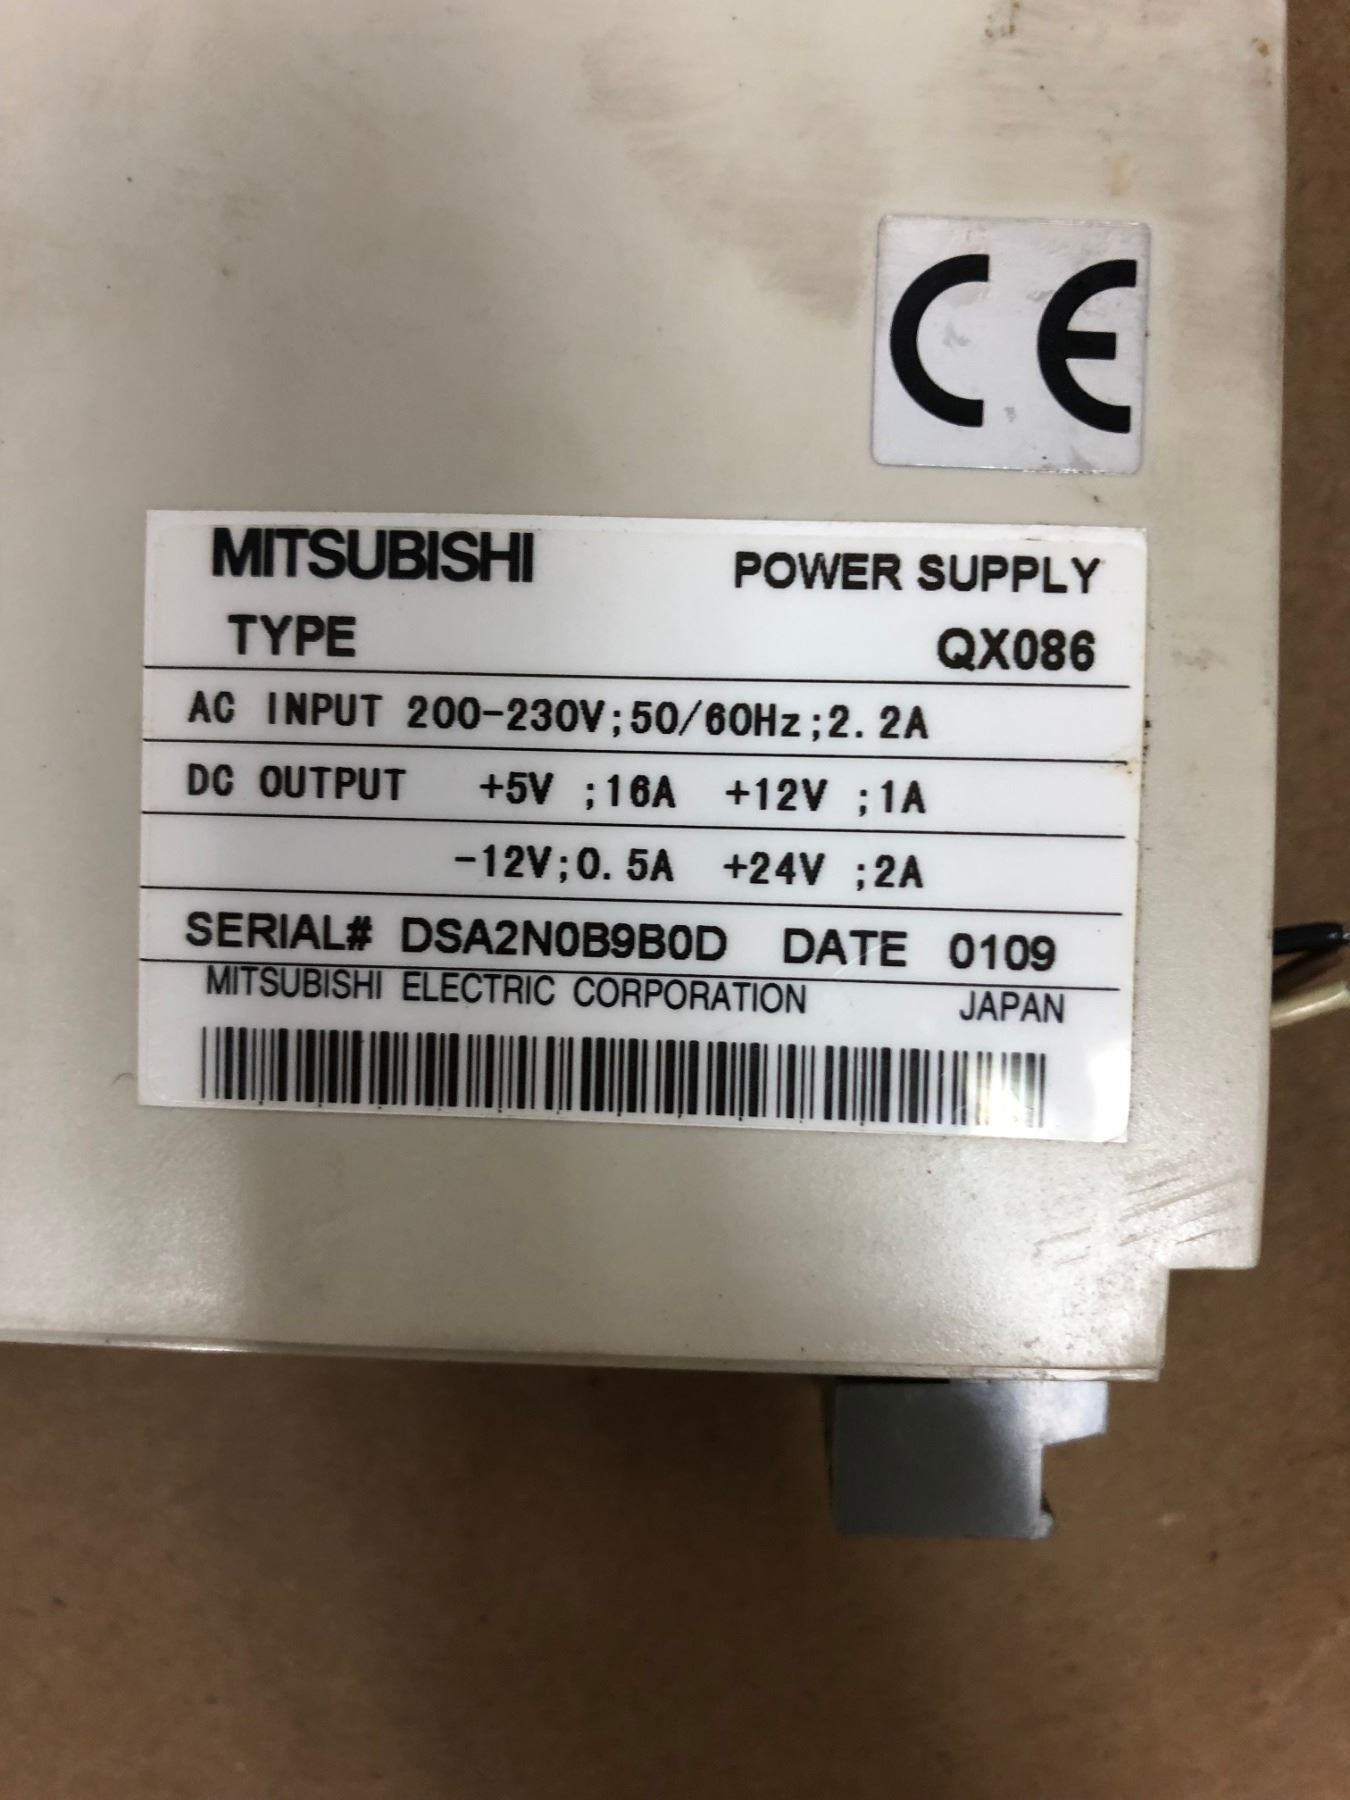 CE
MITSUBISHI POWER SUPPLY
TYPE QX086
AC INPUT 200-230V;50/60Hz;2.2A
DC OUTPUT +5V ;16A +12V ;1A
-12V;0.5A +24V ;2A
SERIAL# DSA2N0B9B0D DATE 0109
MITSUBISHI ELECTRIC CORPORATION JAPAN